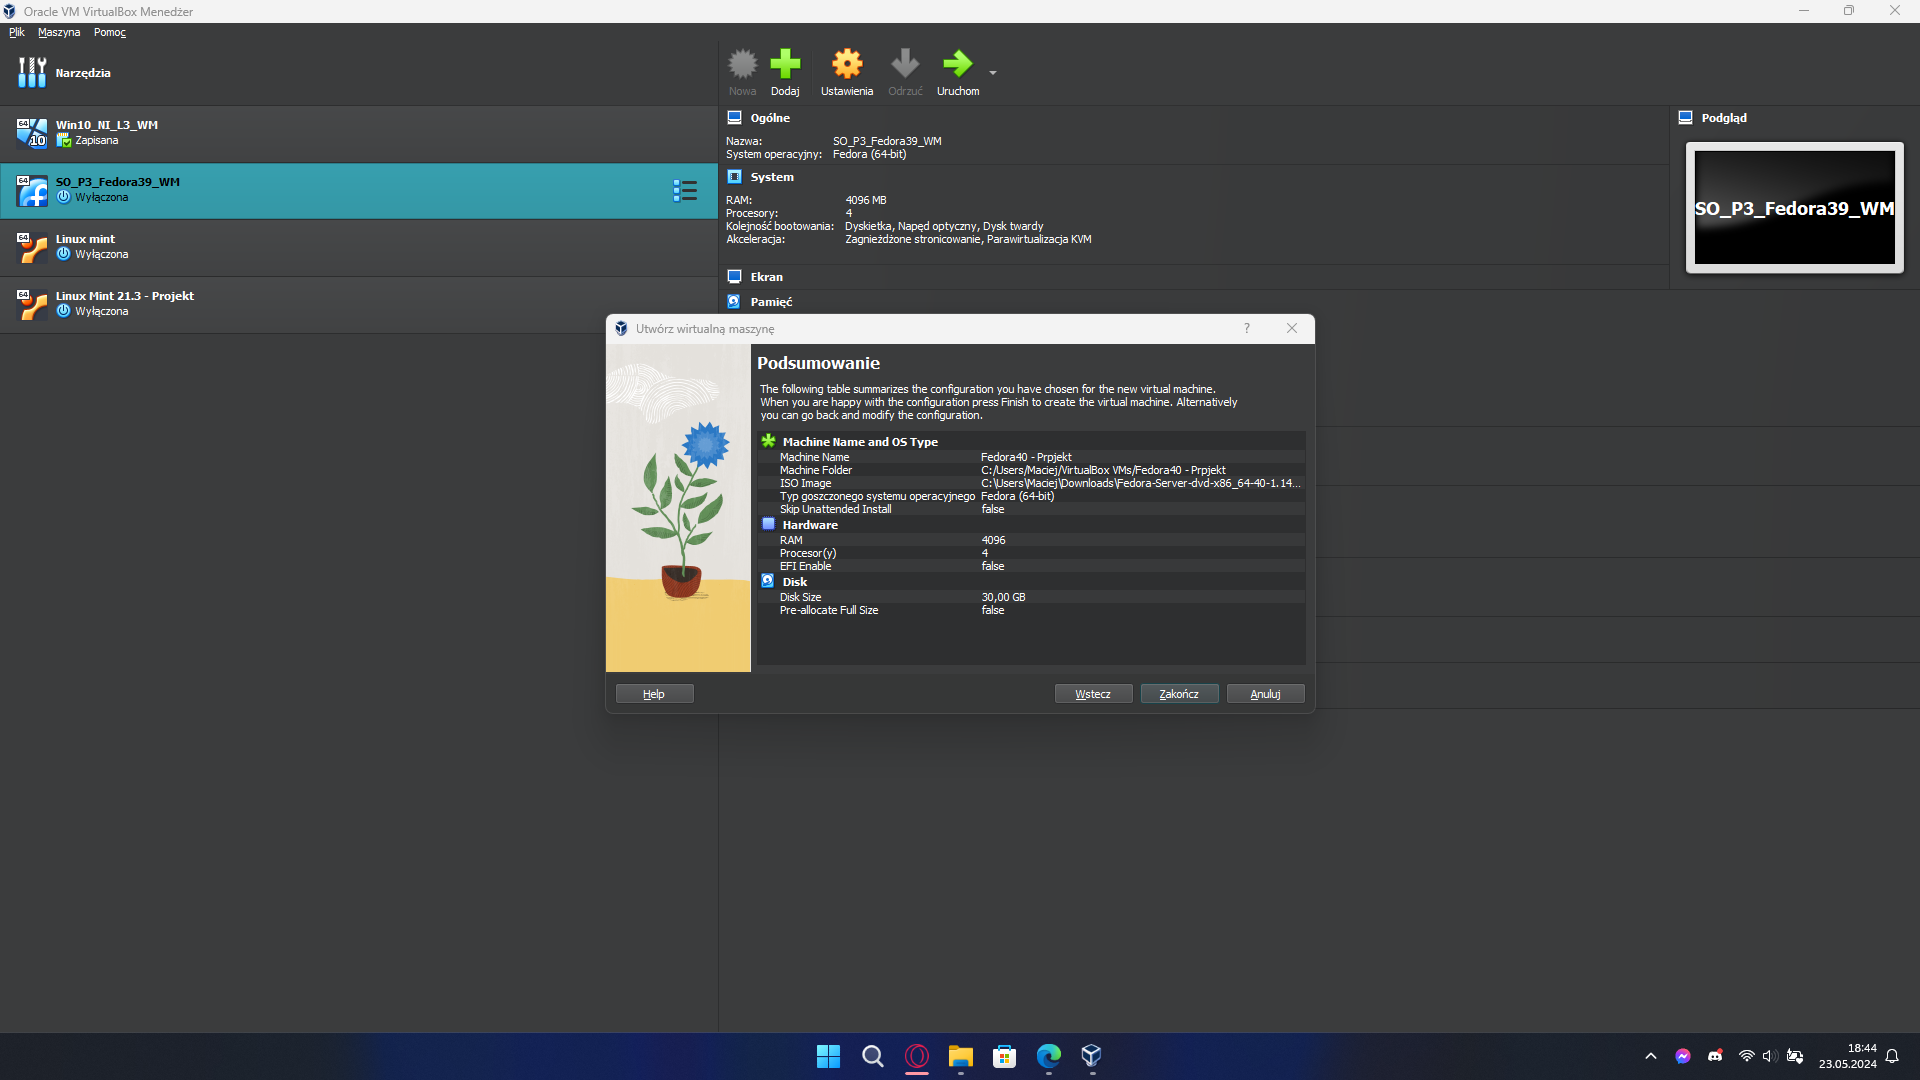 Oracle VM VirtualBox Menedżer
Plik Maszyna Pomoc
Narzędzia
Nowa Dodaj Ustawienia Odrzuć Uruchom
64 10 Win10_NI_L3_WM
Zapisana
64 SO_P3_Fedora39_WM
Wyłączona
64 Linux mint
Wyłączona
64 Linux Mint 21.3 - Projekt
Wyłączona
Ogólne
Nazwa: SO_P3_Fedora39_WM
System operacyjny: Fedora (64-bit)
System
RAM: 4096 MB
Procesory: 4
Kolejność bootowania: Dyskietka, Napęd optyczny, Dysk twardy
Akceleracja: Zagnieżdżone stronicowanie, Parawirtualizacja KVM
Ekran
Pamięć
Podgląd
SO_P3_Fedora39_WM
Utwórz wirtualną maszynę ?
Podsumowanie
The following table summarizes the configuration you have chosen for the new virtual machine.
When you are happy with the configuration press Finish to create the virtual machine. Alternatively
you can go back and modify the configuration.
Machine Name and OS Type
Machine Name Fedora40 - Prpjekt
Machine Folder C:/Users/Maciej/VirtualBox VMs/Fedora40 - Prpjekt
ISO Image C:\Users\Maciej\Downloads\Fedora-Server-dvd-x86_64-40-1.14...
Typ goszczonego systemu operacyjnego Fedora (64-bit)
Skip Unattended Install false
Hardware
RAM 4096
Procesor(y) 4
EFI Enable false
Disk
Disk Size 30,00 GB
Pre-allocate Full Size false
Help Wstecz Zakończ Anuluj
18:44
23.05.2024